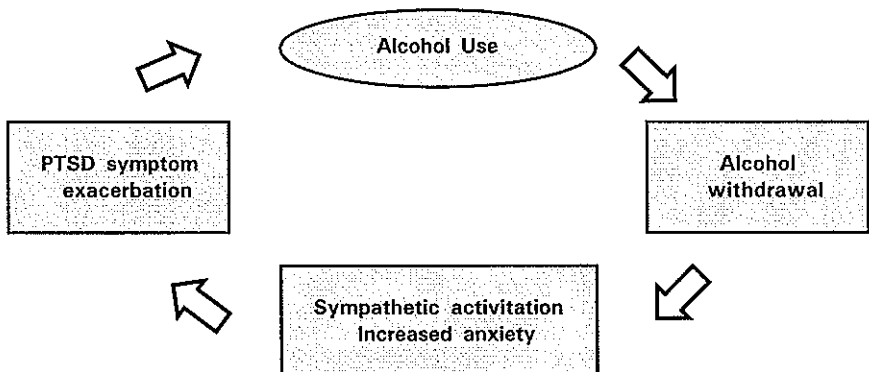 Alcohol Use
PTSD symptom
exacerbation
Alcohol
withdrawal
Sympathetic activitation
Increased anxiety